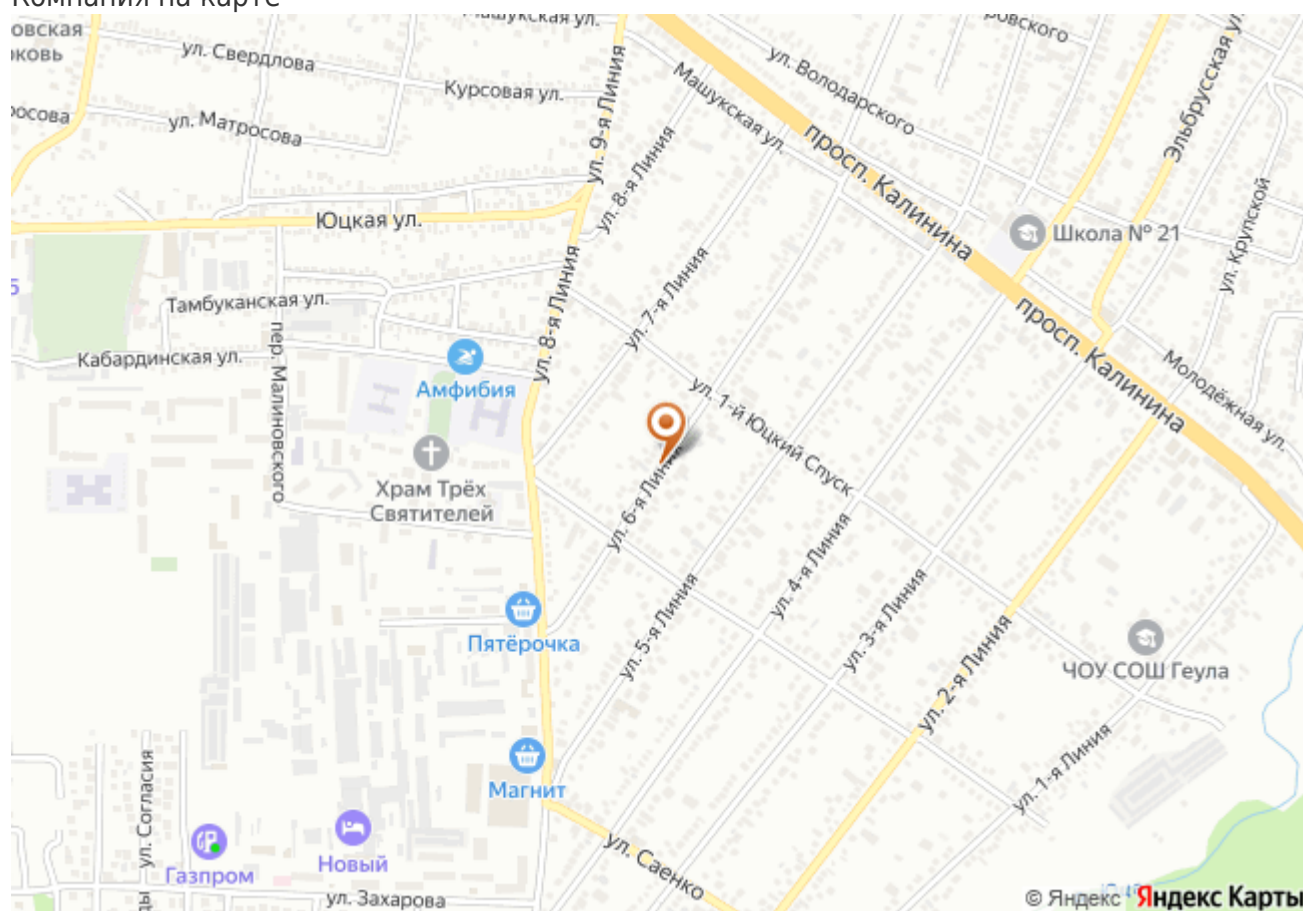 Компания на карте
Машукская ул.
овская
ковь
ул. Свердлова
Курсовая ул.
ул. Матросова
ул. 9-я Линия
Машукская ул.
ул. Володарского
просп. Калинина
Эльбрусская ул.
ул. Крупской
Школа № 21
ул. 8-я Линия
Юцкая ул.
Тамбуканская ул.
ул. 7-я Линия
ул. 8-я Линия
просп. Калинина
Молодёжная ул.
Кабардинская ул.
пер. Малиновского
Амфибия
ул. 1-й Юцкий Спуск
Храм Трёх
Святителей
ул. 6-я Линия
ул. 4-я Линия
Пятёрочка
ул. 5-я Линия
ул. 3-я Линия
ул. 2-я Линия
ЧОУ СОШ Геула
ул. 1-я Линия
Магнит
ул. Согласия
Газпром
Новый
ул. Саенко
ул. Захарова
© Яндекс Яндекс Карты